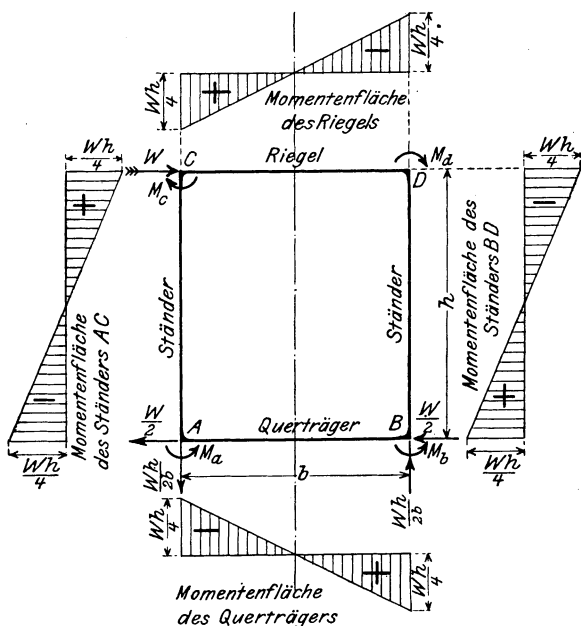 Wh/4
Wh/4.
+
−
Momentenfläche
des Riegels
Wh/4
W
C
Riegel
M_d
D
M_c
Wh/4
+
−
Momentenfläche
des Ständers AC
Ständer
Ständer
h
Momentenfläche des
Ständers BD
−
+
W/2
A
Querträger
B
W/2
Wh/4
M_a
b
M_b
Wh/4
Wh/2b
Wh/2b
Wh/4
−
+
Wh/4
Momentenfläche
des Querträgers